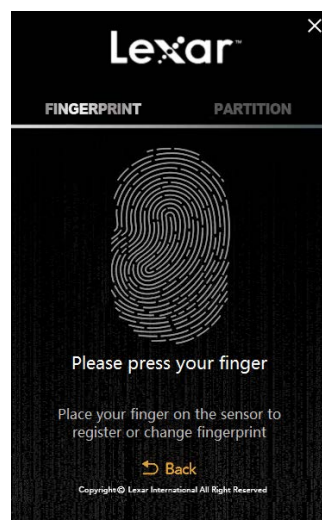 Lexar™
FINGERPRINT PARTITION
Please press your finger
Place your finger on the sensor to
register or change fingerprint
Back
Copyright© Lexar International All Right Reserved